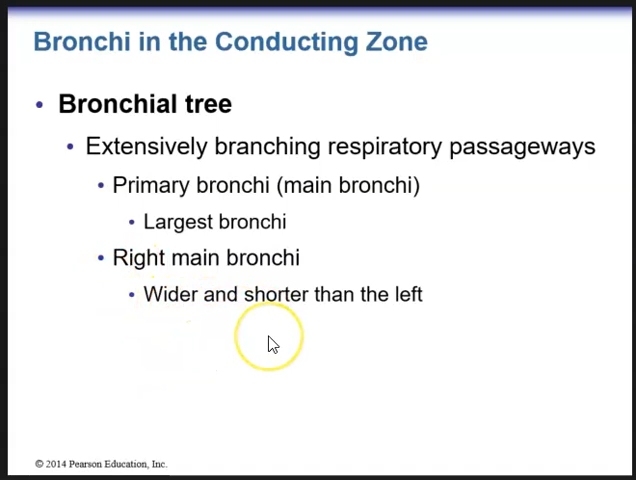 Bronchi in the Conducting Zone
• Bronchial tree
• Extensively branching respiratory passageways
• Primary bronchi (main bronchi)
• Largest bronchi
• Right main bronchi
• Wider and shorter than the left
© 2014 Pearson Education, Inc.